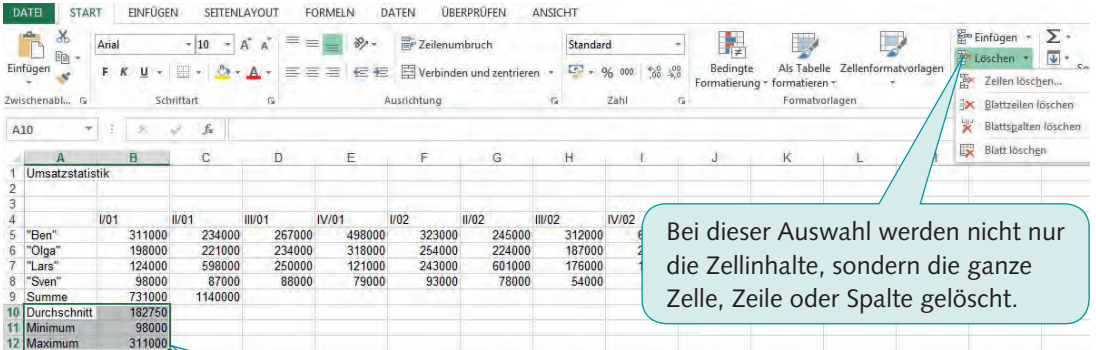 DATEI START EINFÜGEN SEITENLAYOUT FORMELN DATEN ÜBERPRÜFEN ANSICHT
Arial 10 A A Zeilenumbruch Standard Einfügen Σ
Einfügen F K U A Verbinden und zentrieren % 000 Bedingte Formatierung Als Tabelle formatieren Zellenformatvorlagen Löschen
Zwischenabl... Schriftart Ausrichtung Zahl Formatvorlagen
Zellen löschen...
Blattzeilen löschen
Blattspalten löschen
Blatt löschen
A10 fx
A B C D E F G H I J K L
1 Umsatzstatistik
2
3
4 I/01 II/01 III/01 IV/01 I/02 II/02 III/02 IV/02
5 "Ben" 311000 234000 267000 498000 323000 245000 312000
6 "Olga" 198000 221000 234000 318000 254000 224000 187000
7 "Lars" 124000 598000 250000 121000 243000 601000 176000
8 "Sven" 98000 87000 88000 79000 93000 78000 54000
9 Summe 731000 1140000
10 Durchschnitt 182750
11 Minimum 98000
12 Maximum 311000
Bei dieser Auswahl werden nicht nur
die Zellinhalte, sondern die ganze
Zelle, Zeile oder Spalte gelöscht.